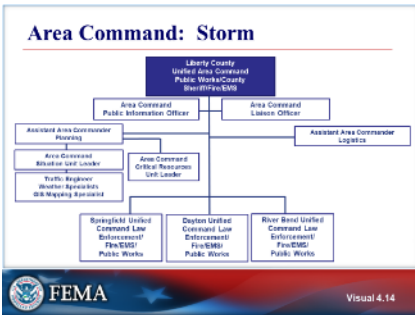 Area Command: Storm
Liberty County
Unified Area Command
Public Works/County
Sheriff/Fire/EMS
Area Command
Public Information Officer
Area Command
Liaison Officer
Assistant Area Commander
Planning
Assistant Area Commander
Logistics
Area Command
Situation Unit Leader
Area Command
Critical Resources
Unit Leader
Traffic Engineer
Weather Specialists
GIS Mapping Specialist
Springfield Unified
Command Law
Enforcement/
Fire/EMS/
Public Works
Dayton Unified
Command Law
Enforcement/
Fire/EMS/
Public Works
River Bend Unified
Command Law
Enforcement/
Fire/EMS/
Public Works
FEMA
Visual 4.14